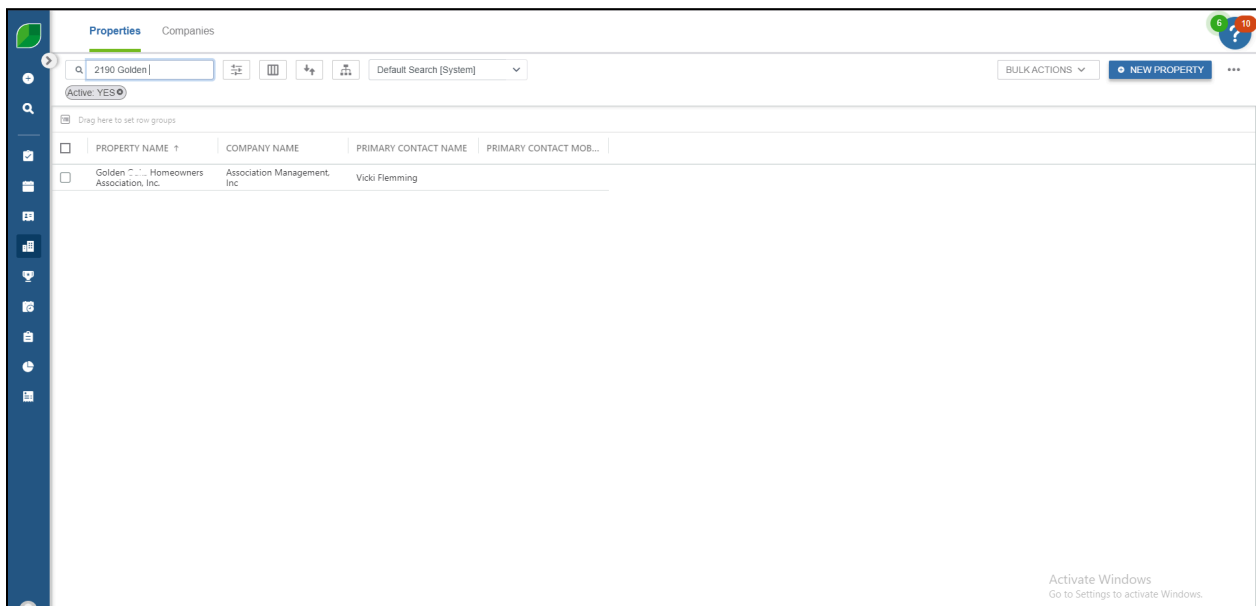 Properties Companies
6 ? 10
2190 Golden
Default Search [System]
BULK ACTIONS
NEW PROPERTY
Active: YES
Drag here to set row groups
PROPERTY NAME ↑ COMPANY NAME PRIMARY CONTACT NAME PRIMARY CONTACT MOB...
Golden Homeowners
Association, Inc.
Association Management,
Inc
Vicki Flemming
Activate Windows
Go to Settings to activate Windows.